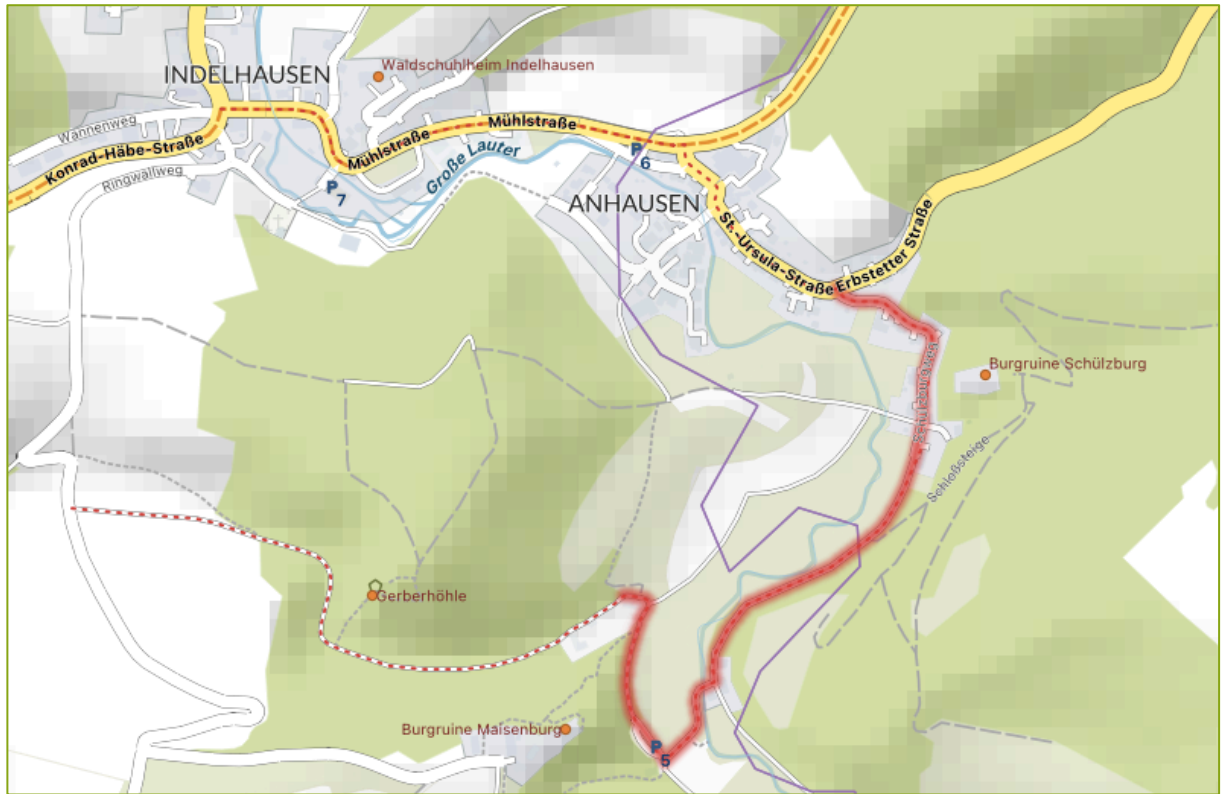 Waldschuhlheim Indelhausen
INDELHAUSEN
Wannenweg
Mühlstraße
Mühlstraße
Konrad-Häbe-Straße
Große Lauter
P
6
Ringwallweg
P
7
ANHAUSEN
St.-Ursula-Straße
Erbstetter Straße
Burgruine Schülzburg
Schloßsteige
Gerberhöhle
Burgruine Maisenburg
P
5